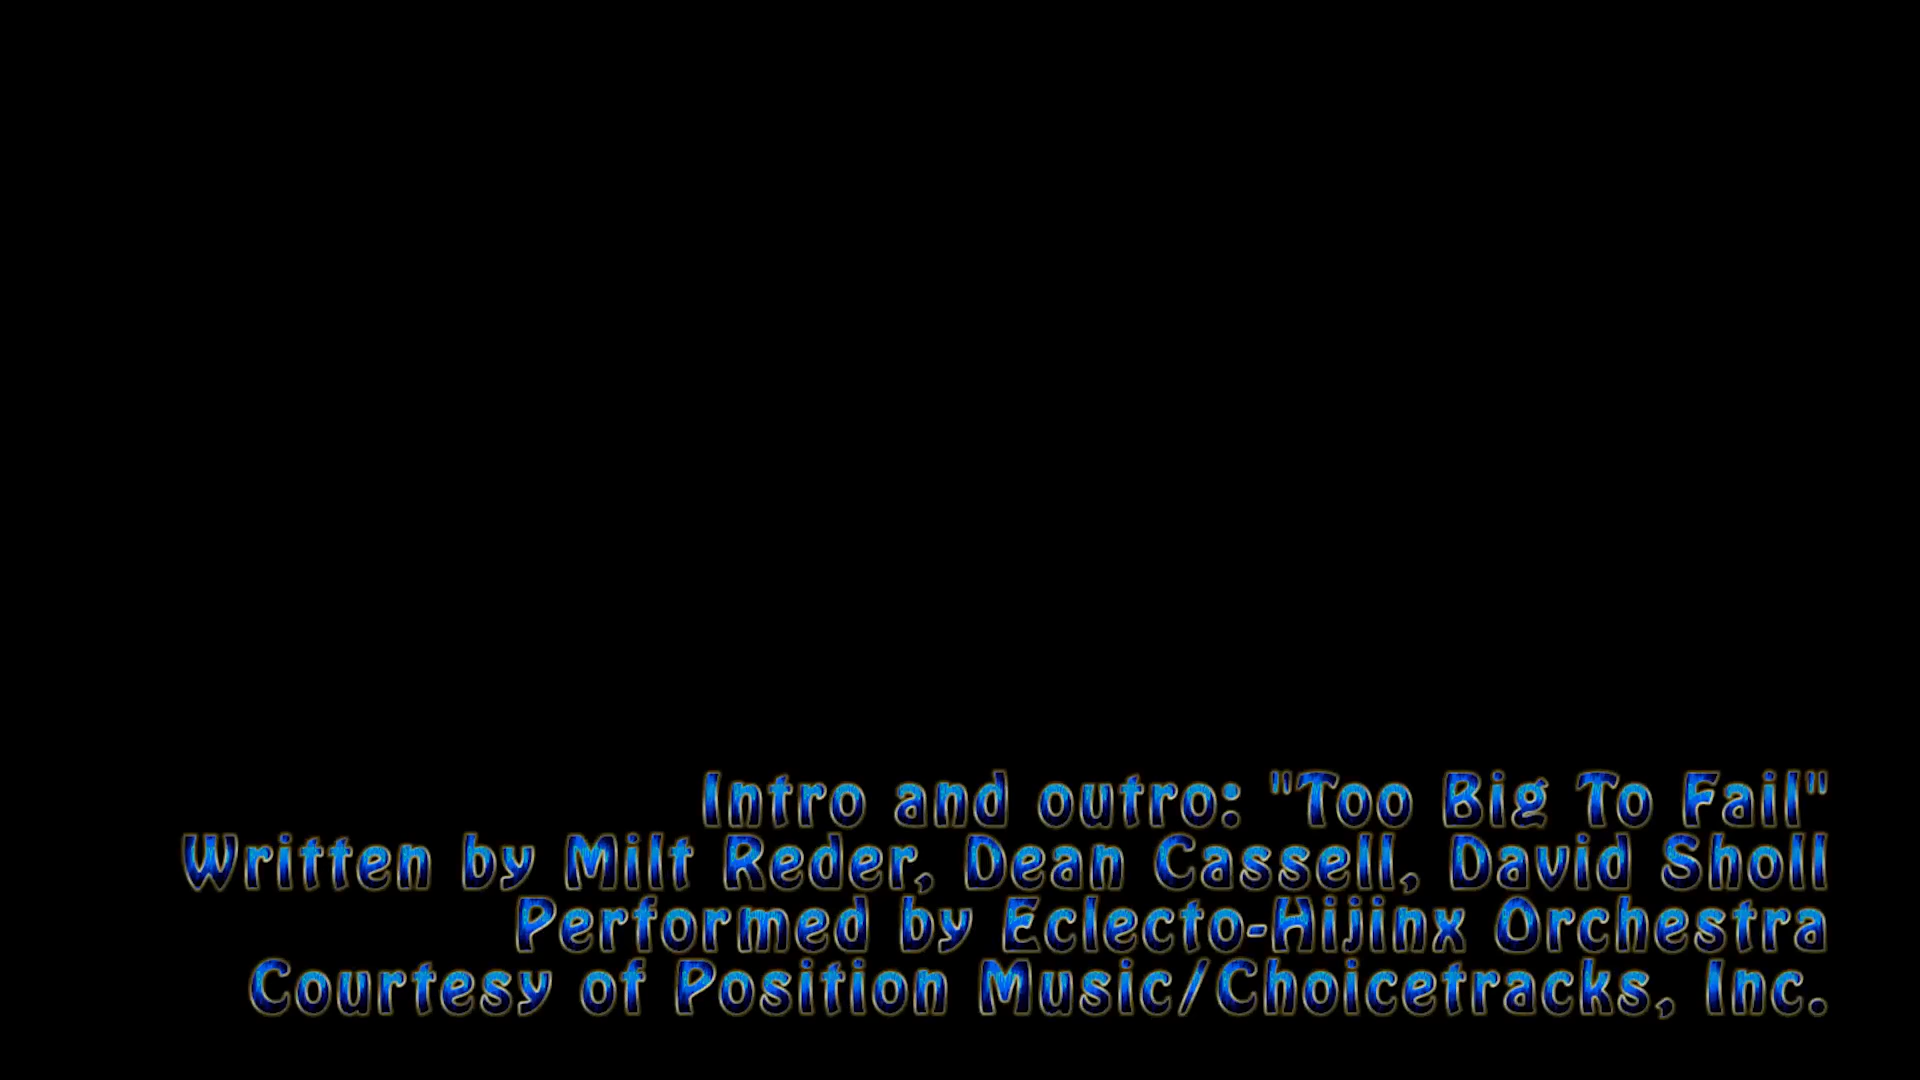 Intro and outro: "Too Big To Fail"
Written by Milt Reder, Dean Cassell, David Sholl
Performed by Eclecto-Hijinx Orchestra
Courtesy of Position Music/Choicetracks, Inc.